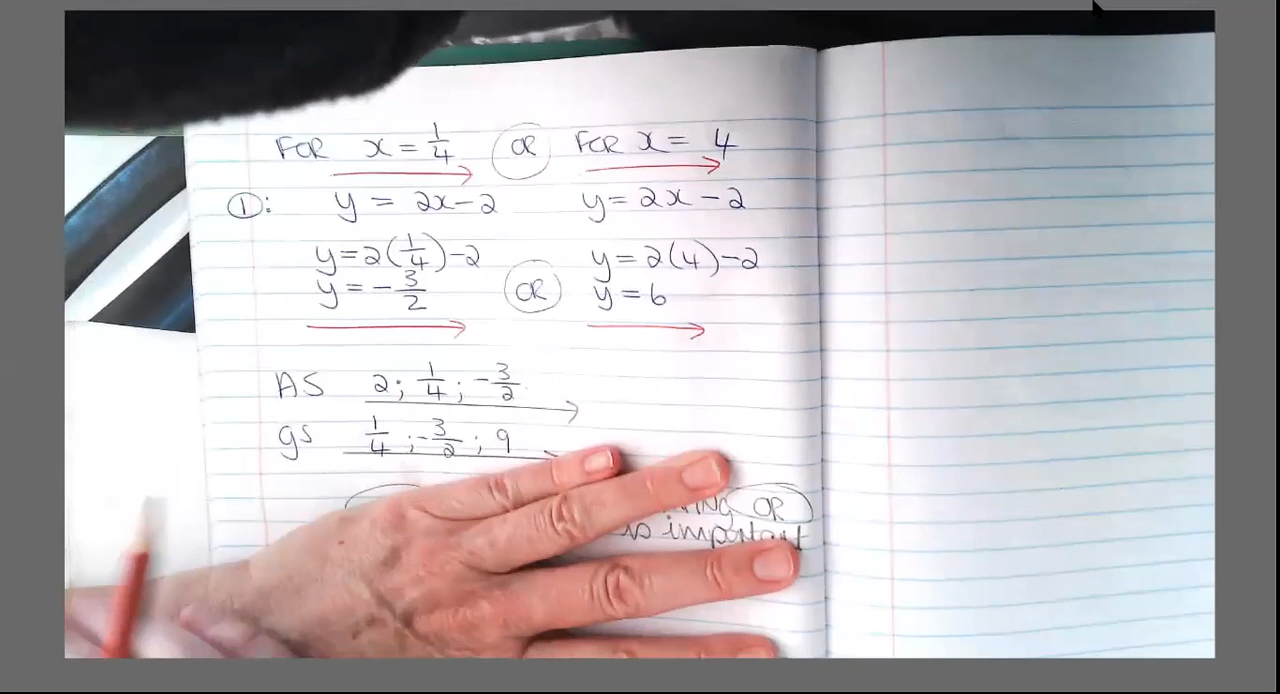 FOR x = 1/4 OR FOR x = 4
①: y = 2x-2 y=2x-2
y=2(1/4)-2 y=2(4)-2
y=-3/2 OR y=6
AS 2; 1/4; -3/2
gs 1/4; -3/2; 9
OR
is important